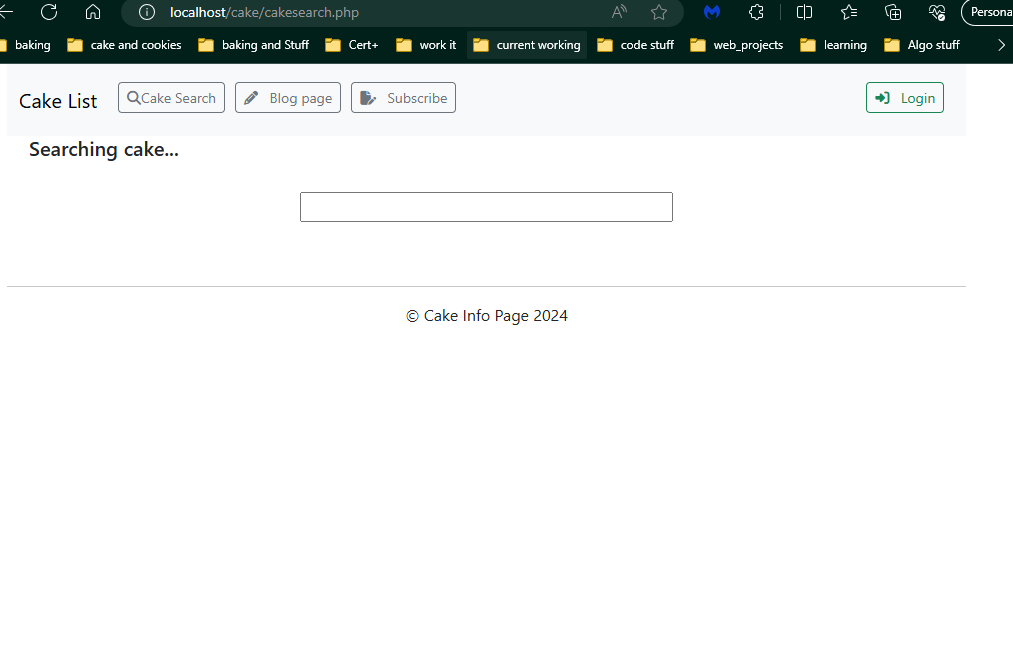 localhost/cake/cakesearch.php
Persona
baking cake and cookies baking and Stuff Cert+ work it current working code stuff web_projects learning Algo stuff
Cake List Cake Search Blog page Subscribe Login
Searching cake...
© Cake Info Page 2024